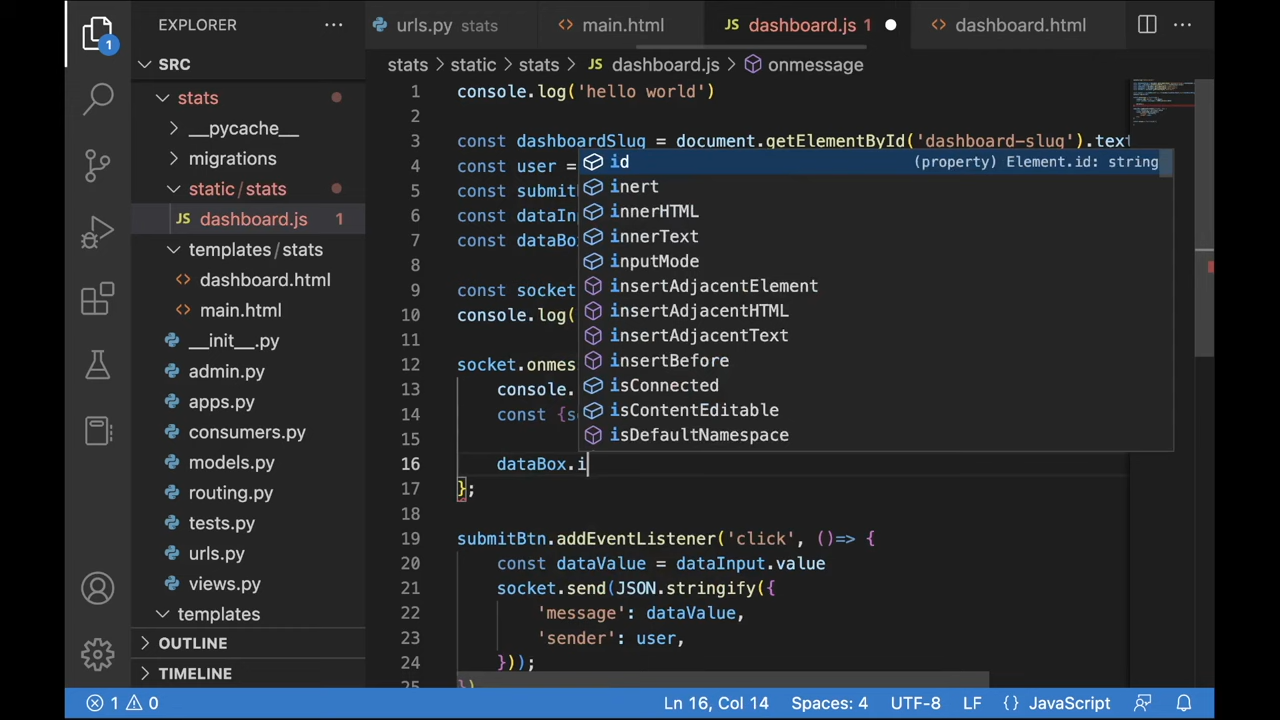 EXPLORER
urls.py stats
main.html
dashboard.js 1
dashboard.html
1
SRC
stats
__pycache__
migrations
static/stats
dashboard.js 1
templates/stats
dashboard.html
main.html
__init__.py
admin.py
apps.py
consumers.py
models.py
routing.py
tests.py
urls.py
views.py
templates
OUTLINE
TIMELINE
stats > static > stats > dashboard.js > onmessage
1 console.log('hello world')
2
3 const dashboardSlug = document.getElementById('dashboard-slug').text
4 const user =
5 const submit
6 const dataIn
7 const dataBo
8
9 const socket
10 console.log(
11
12 socket.onmes
13 console.
14 const {se
15
16 dataBox.i
17 };
18
19 submitBtn.addEventListener('click', ()=> {
20 const dataValue = dataInput.value
21 socket.send(JSON.stringify({
22 'message': dataValue,
23 'sender': user,
24 }));
25 })
id (property) Element.id: string
inert
innerHTML
innerText
inputMode
insertAdjacentElement
insertAdjacentHTML
insertAdjacentText
insertBefore
isConnected
isContentEditable
isDefaultNamespace
1 0 Ln 16, Col 14 Spaces: 4 UTF-8 LF {} JavaScript